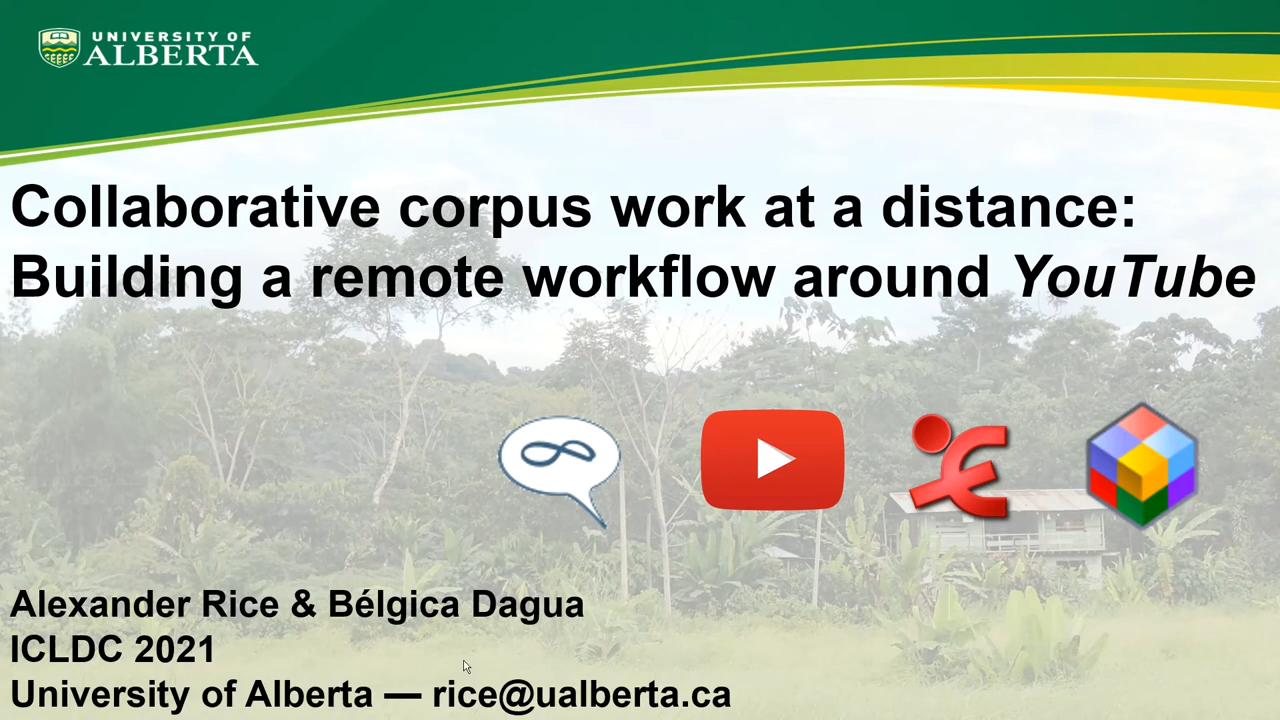 UNIVERSITY OF
ALBERTA
Collaborative corpus work at a distance:
Building a remote workflow around YouTube
Alexander Rice & Bélgica Dagua
ICLDC 2021
University of Alberta — rice@ualberta.ca